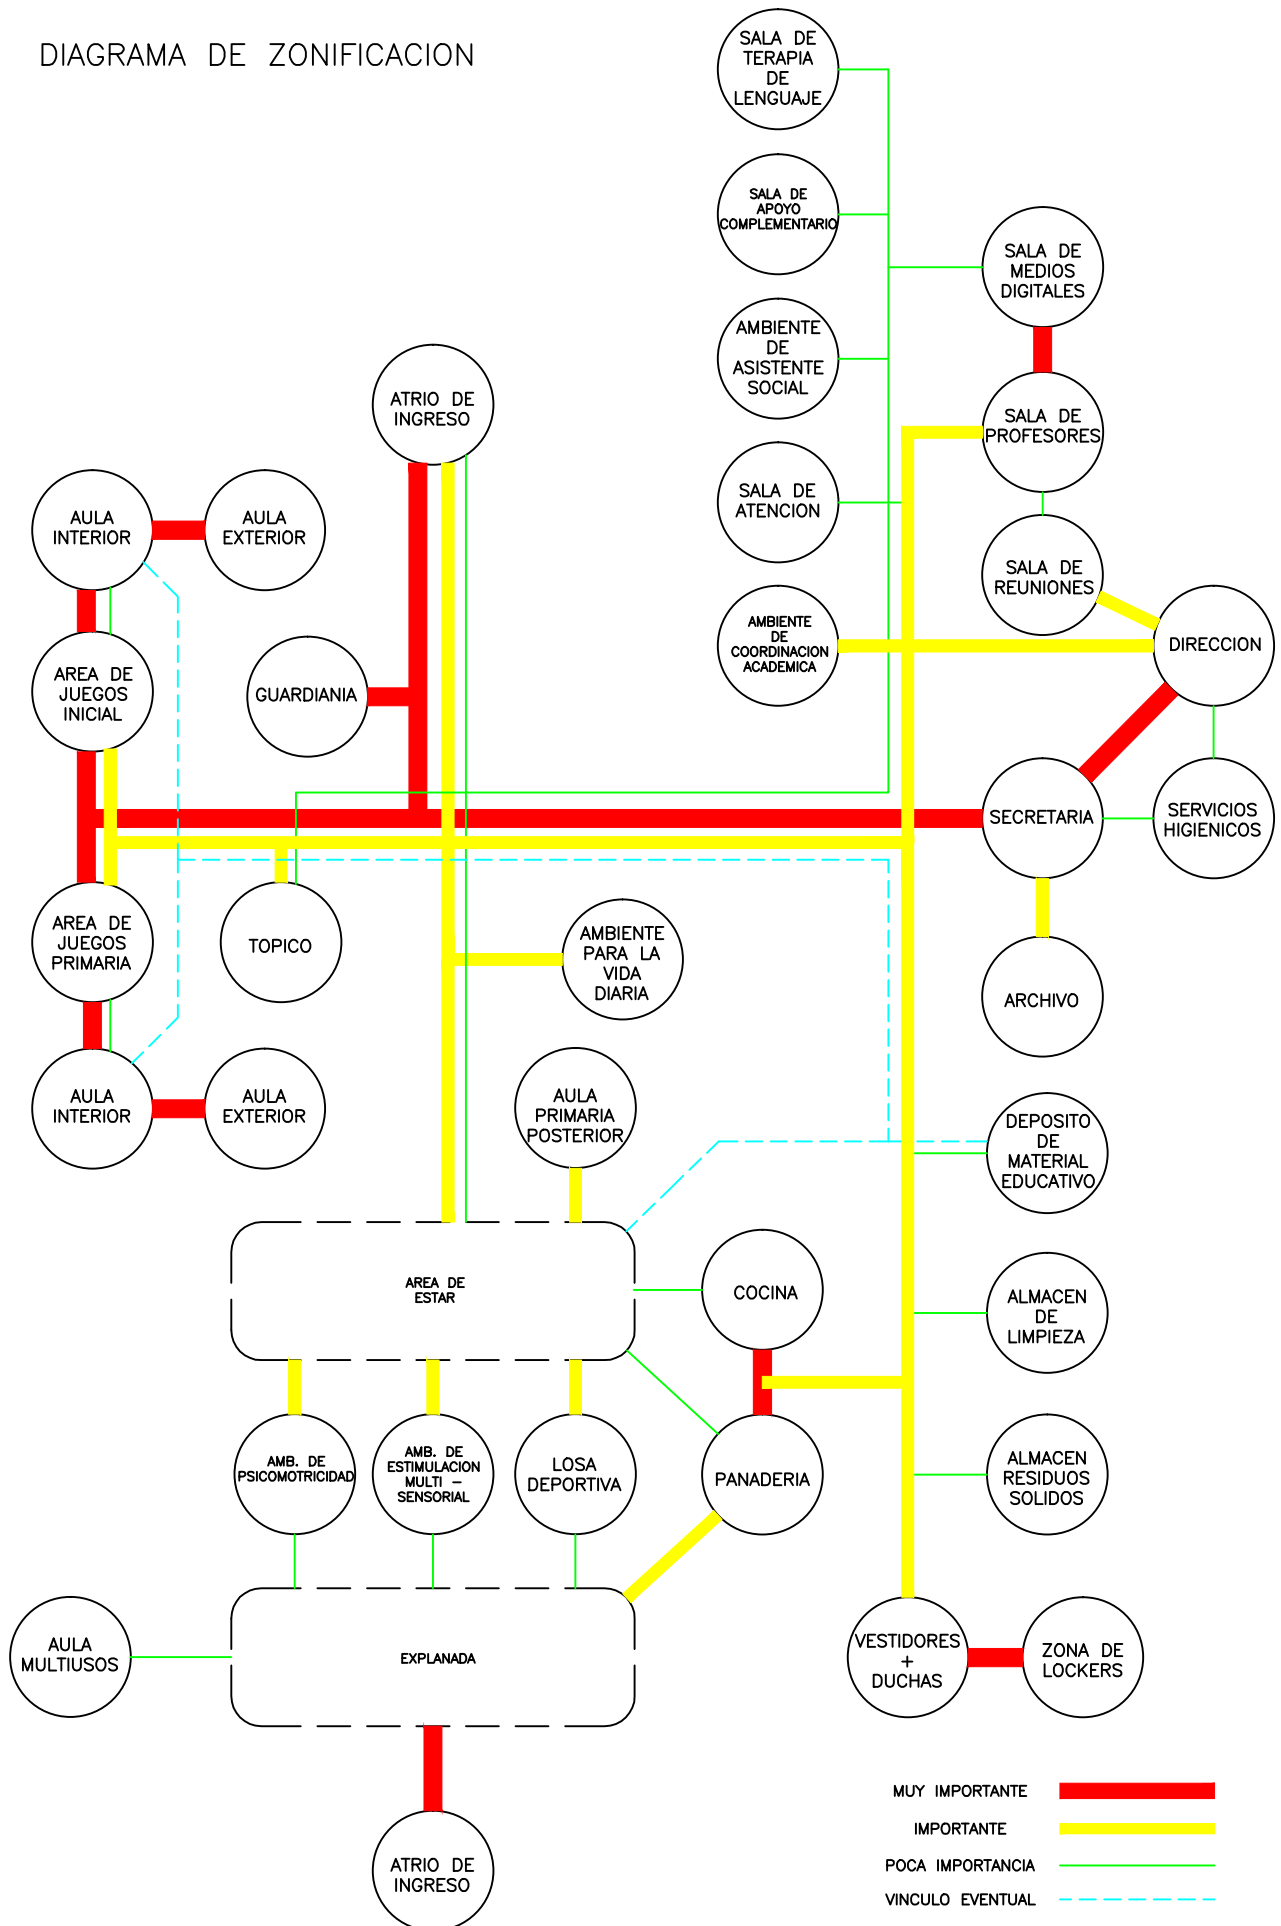 DIAGRAMA DE ZONIFICACION
SALA DE
TERAPIA
DE
LENGUAJE
SALA DE
APOYO
COMPLEMENTARIO
SALA DE
MEDIOS
DIGITALES
AMBIENTE
DE
ASISTENTE
SOCIAL
ATRIO DE
INGRESO
SALA DE
PROFESORES
AULA
INTERIOR
AULA
EXTERIOR
SALA DE
ATENCION
SALA DE
REUNIONES
AREA DE
JUEGOS
INICIAL
GUARDIANIA
AMBIENTE
DE
COORDINACION
ACADEMICA
DIRECCION
SECRETARIA
SERVICIOS
HIGIENICOS
AREA DE
JUEGOS
PRIMARIA
TOPICO
AMBIENTE
PARA LA
VIDA
DIARIA
ARCHIVO
AULA
INTERIOR
AULA
EXTERIOR
AULA
PRIMARIA
POSTERIOR
DEPOSITO
DE
MATERIAL
EDUCATIVO
AREA DE
ESTAR
COCINA
ALMACEN
DE
LIMPIEZA
AMB. DE
PSICOMOTRICIDAD
AMB. DE
ESTIMULACION
MULTI -
SENSORIAL
LOSA
DEPORTIVA
PANADERIA
ALMACEN
RESIDUOS
SOLIDOS
AULA
MULTIUSOS
EXPLANADA
VESTIDORES
+
DUCHAS
ZONA DE
LOCKERS
ATRIO DE
INGRESO
MUY IMPORTANTE
IMPORTANTE
POCA IMPORTANCIA
VINCULO EVENTUAL